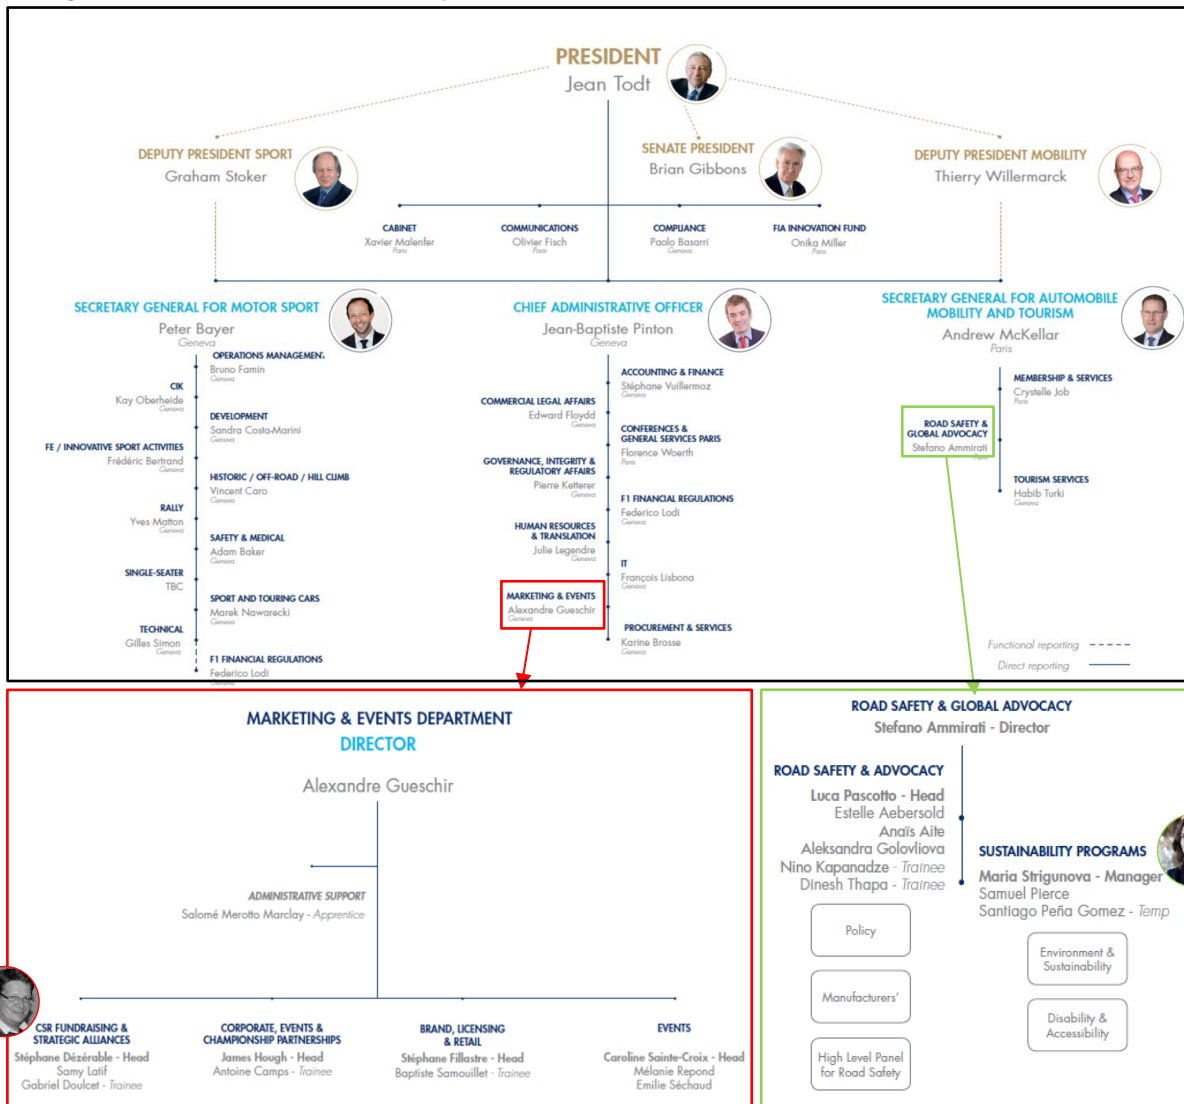 PRESIDENT
Jean Todt
DEPUTY PRESIDENT SPORT
Graham Stoker
SENATE PRESIDENT
Brian Gibbons
DEPUTY PRESIDENT MOBILITY
Thierry Willermarck
CABINET
Xavier Malenfer
Paris
COMMUNICATIONS
Olivier Fisch
Paris
COMPLIANCE
Paolo Basarri
Geneva
FIA INNOVATION FUND
Onika Miller
Paris
SECRETARY GENERAL FOR MOTOR SPORT
Peter Bayer
Geneva
OPERATIONS MANAGEMENT
Bruno Famin
Geneva
CIK
Kay Oberheide
Geneva
DEVELOPMENT
Sandra Costa-Marini
Geneva
FE / INNOVATIVE SPORT ACTIVITIES
Frédéric Bertrand
Geneva
HISTORIC / OFF-ROAD / HILL CLIMB
Vincent Caro
Geneva
RALLY
Yves Matton
Geneva
SAFETY & MEDICAL
Adam Baker
Geneva
SINGLE-SEATER
TBC
SPORT AND TOURING CARS
Marek Nawarecki
Geneva
TECHNICAL
Gilles Simon
Geneva
F1 FINANCIAL REGULATIONS
Federico Lodi
Geneva
CHIEF ADMINISTRATIVE OFFICER
Jean-Baptiste Pinton
Geneva
ACCOUNTING & FINANCE
Stéphane Vuillermoz
Geneva
COMMERCIAL LEGAL AFFAIRS
Edward Floydd
Geneva
CONFERENCES &
GENERAL SERVICES PARIS
Florence Woerth
Paris
GOVERNANCE, INTEGRITY &
REGULATORY AFFAIRS
Pierre Ketterer
Geneva
F1 FINANCIAL REGULATIONS
Federico Lodi
Geneva
HUMAN RESOURCES
& TRANSLATION
Julie Legendre
Geneva
IT
François Lisbona
Geneva
MARKETING & EVENTS
Alexandre Gueschir
Geneva
PROCUREMENT & SERVICES
Karine Brosse
Geneva
SECRETARY GENERAL FOR AUTOMOBILE
MOBILITY AND TOURISM
Andrew McKellar
Paris
MEMBERSHIP & SERVICES
Crystelle Job
Paris
ROAD SAFETY &
GLOBAL ADVOCACY
Stefano Ammirati
Paris
TOURISM SERVICES
Habib Turki
Geneva
Functional reporting
Direct reporting
MARKETING & EVENTS DEPARTMENT
DIRECTOR
Alexandre Gueschir
ADMINISTRATIVE SUPPORT
Salomé Merotto Marclay - Apprentice
CSR FUNDRAISING &
STRATEGIC ALLIANCES
Stéphane Dézérable - Head
Samy Latif
Gabriel Doulcet - Trainee
CORPORATE, EVENTS &
CHAMPIONSHIP PARTNERSHIPS
James Hough - Head
Antoine Camps - Trainee
BRAND, LICENSING
& RETAIL
Stéphane Fillastre - Head
Baptiste Samouillet - Trainee
EVENTS
Caroline Sainte-Croix - Head
Mélanie Repond
Emilie Séchaud
ROAD SAFETY & GLOBAL ADVOCACY
Stefano Ammirati - Director
ROAD SAFETY & ADVOCACY
Luca Pascotto - Head
Estelle Aebersold
Anaïs Aite
Aleksandra Golovliova
Nino Kapanadze - Trainee
Dinesh Thapa - Trainee
Policy
Manufacturers'
High Level Panel
for Road Safety
SUSTAINABILITY PROGRAMS
Maria Strigunova - Manager
Samuel Pierce
Santiago Peña Gomez - Temp
Environment &
Sustainability
Disability &
Accessibility